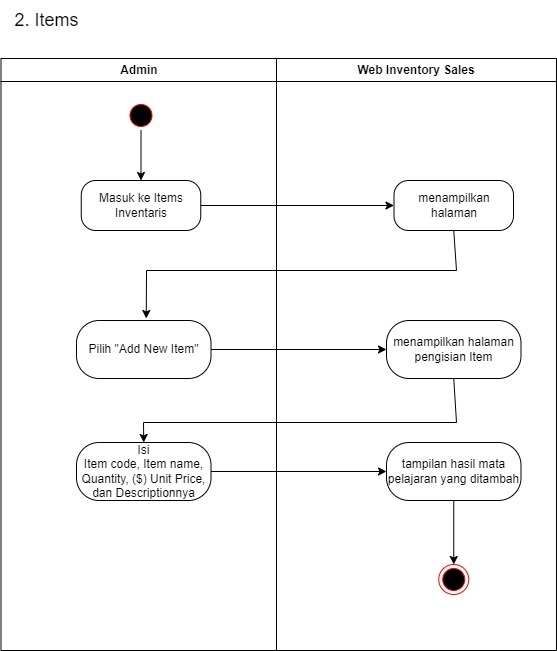 2. Items
Admin
Web Inventory Sales
Masuk ke Items
Inventaris
menampilkan
halaman
Pilih "Add New Item"
menampilkan halaman
pengisian Item
Isi
Item code, Item name,
Quantity, ($) Unit Price,
dan Descriptionnya
tampilan hasil mata
pelajaran yang ditambah